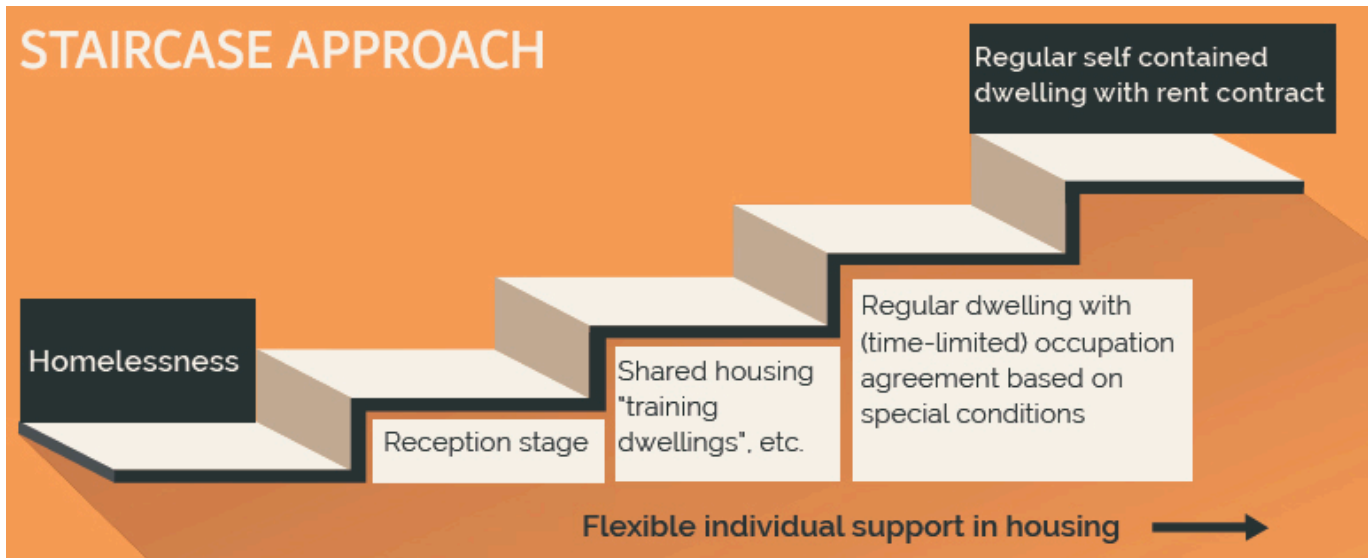 STAIRCASE APPROACH
Regular self contained
dwelling with rent contract
Homelessness
Reception stage
Shared housing
"training
dwellings", etc.
Regular dwelling with
(time-limited) occupation
agreement based on
special conditions
Flexible individual support in housing